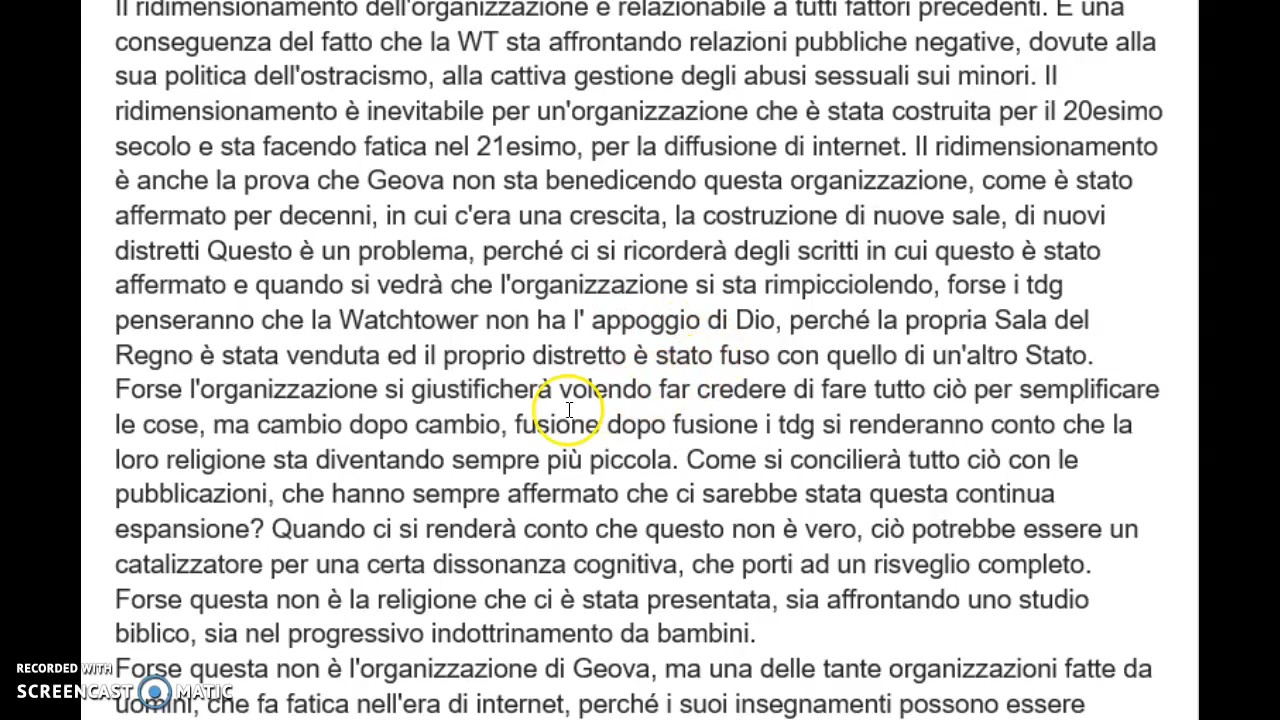 Il ridimensionamento dell'organizzazione è relazionabile a tutti fattori precedenti. È una
conseguenza del fatto che la WT sta affrontando relazioni pubbliche negative, dovute alla
sua politica dell'ostracismo, alla cattiva gestione degli abusi sessuali sui minori. Il
ridimensionamento è inevitabile per un'organizzazione che è stata costruita per il 20esimo
secolo e sta facendo fatica nel 21esimo, per la diffusione di internet. Il ridimensionamento
è anche la prova che Geova non sta benedicendo questa organizzazione, come è stato
affermato per decenni, in cui c'era una crescita, la costruzione di nuove sale, di nuovi
distretti Questo è un problema, perché ci si ricorderà degli scritti in cui questo è stato
affermato e quando si vedrà che l'organizzazione si sta rimpicciolendo, forse i tdg
penseranno che la Watchtower non ha l' appoggio di Dio, perché la propria Sala del
Regno è stata venduta ed il proprio distretto è stato fuso con quello di un'altro Stato.
Forse l'organizzazione si giustificherà volendo far credere di fare tutto ciò per semplificare
le cose, ma cambio dopo cambio, fusione dopo fusione i tdg si renderanno conto che la
loro religione sta diventando sempre più piccola. Come si concilierà tutto ciò con le
pubblicazioni, che hanno sempre affermato che ci sarebbe stata questa continua
espansione? Quando ci si renderà conto che questo non è vero, ciò potrebbe essere un
catalizzatore per una certa dissonanza cognitiva, che porti ad un risveglio completo.
Forse questa non è la religione che ci è stata presentata, sia affrontando uno studio
biblico, sia nel progressivo indottrinamento da bambini.
Forse questa non è l'organizzazione di Geova, ma una delle tante organizzazioni fatte da
uomini, che fa fatica nell'era di internet, perché i suoi insegnamenti possono essere
RECORDED WITH
SCREENCAST MATIC